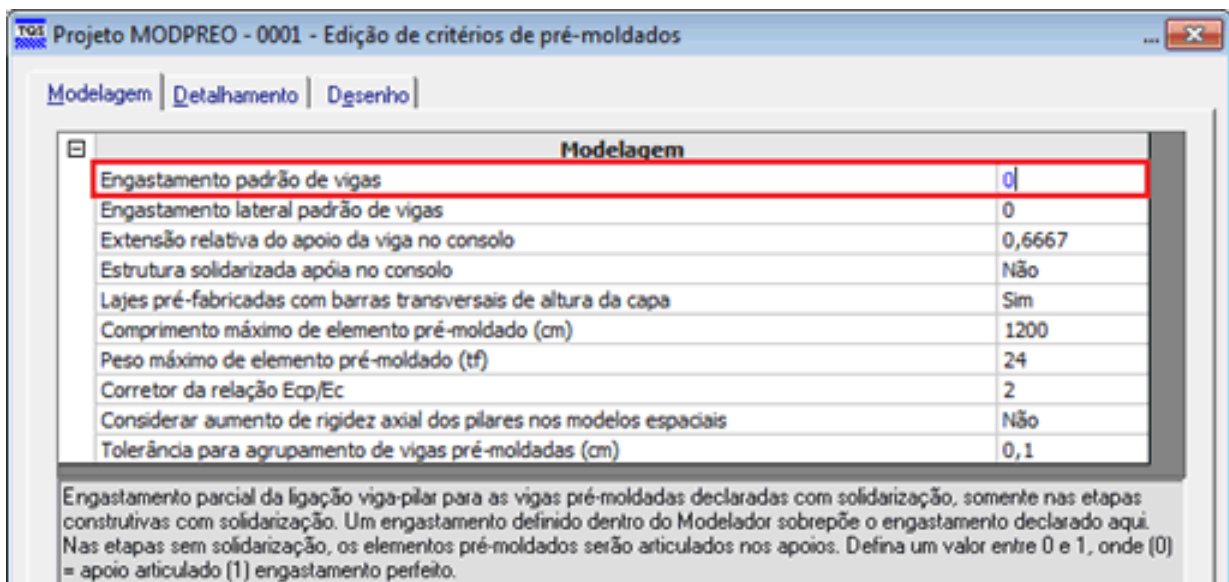 TQS Projeto MODPREO - 0001 - Edição de critérios de pré-moldados ...
Modelagem Detalhamento Desenho
Modelagem
Engastamento padrão de vigas 0
Engastamento lateral padrão de vigas 0
Extensão relativa do apoio da viga no consolo 0,6667
Estrutura solidarizada apóia no consolo Não
Lajes pré-fabricadas com barras transversais de altura da capa Sim
Comprimento máximo de elemento pré-moldado (cm) 1200
Peso máximo de elemento pré-moldado (tf) 24
Corretor da relação Ecp/Ec 2
Considerar aumento de rigidez axial dos pilares nos modelos espaciais Não
Tolerância para agrupamento de vigas pré-moldadas (cm) 0,1
Engastamento parcial da ligação viga-pilar para as vigas pré-moldadas declaradas com solidarização, somente nas etapas
construtivas com solidarização. Um engastamento definido dentro do Modelador sobrepõe o engastamento declarado aqui.
Nas etapas sem solidarização, os elementos pré-moldados serão articulados nos apoios. Defina um valor entre 0 e 1, onde (0)
= apoio articulado (1) engastamento perfeito.